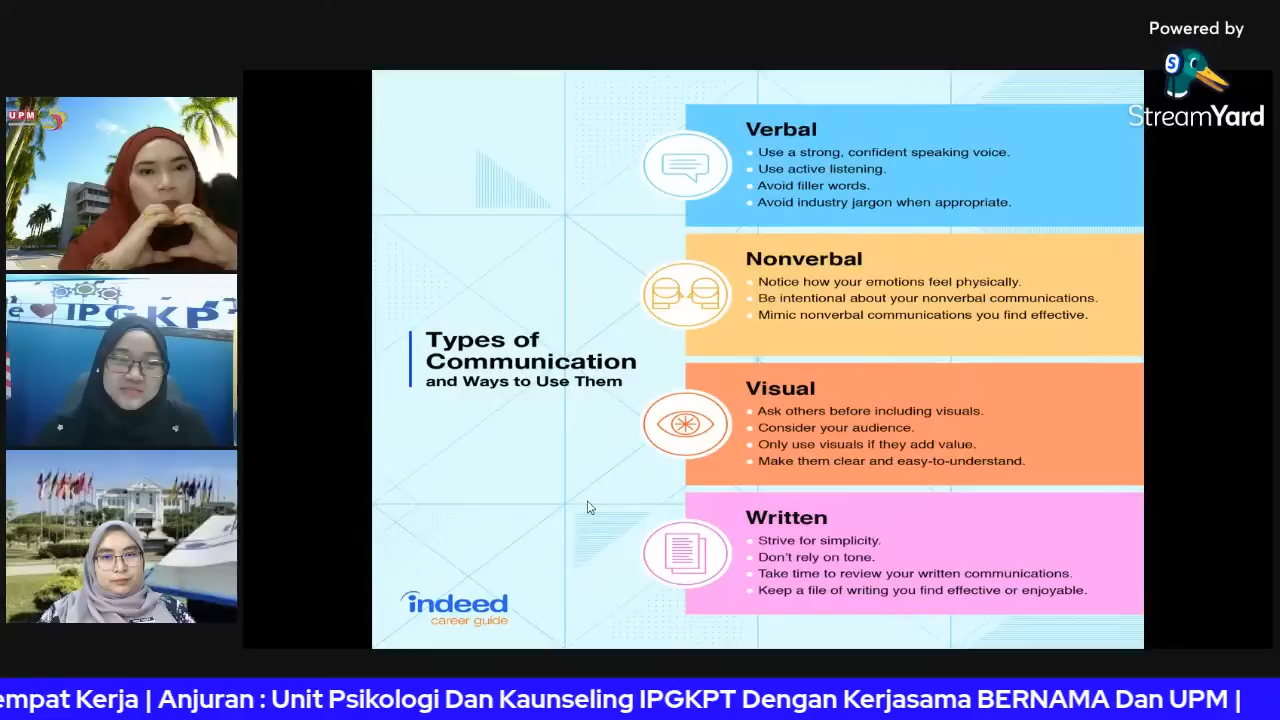 Powered by
StreamYard
UPM
e ❤ IPGKP
Types of
Communication
and Ways to Use Them
indeed
career guide
Verbal
Use a strong, confident speaking voice.
Use active listening.
Avoid filler words.
Avoid industry jargon when appropriate.
Nonverbal
Notice how your emotions feel physically.
Be intentional about your nonverbal communications.
Mimic nonverbal communications you find effective.
Visual
Ask others before including visuals.
Consider your audience.
Only use visuals if they add value.
Make them clear and easy-to-understand.
Written
Strive for simplicity.
Don't rely on tone.
Take time to review your written communications.
Keep a file of writing you find effective or enjoyable.
empat Kerja | Anjuran : Unit Psikologi Dan Kaunseling IPGKPT Dengan Kerjasama BERNAMA Dan UPM |